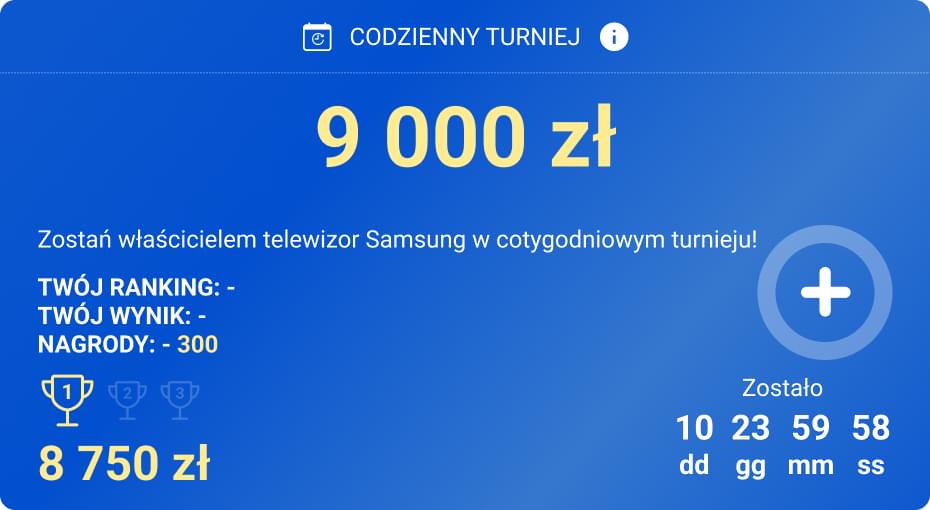 CODZIENNY TURNIEJ i
9 000 zł
Zostań właścicielem telewizor Samsung w cotygodniowym turnieju!
TWÓJ RANKING: -
TWÓJ WYNIK: -
NAGRODY: - 300
1 2 3
8 750 zł
Zostało
10 23 59 58
dd gg mm ss